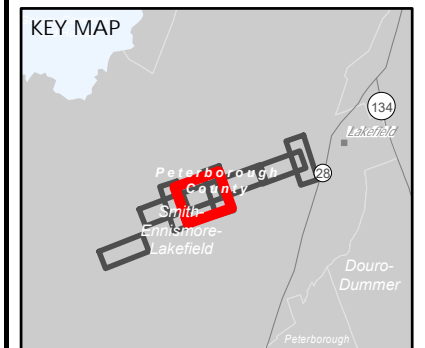 KEY MAP
134
Lakefield
28
Peterborough
County
Smith-
Ennismore-
Lakefield
Douro-
Dummer
Peterborough